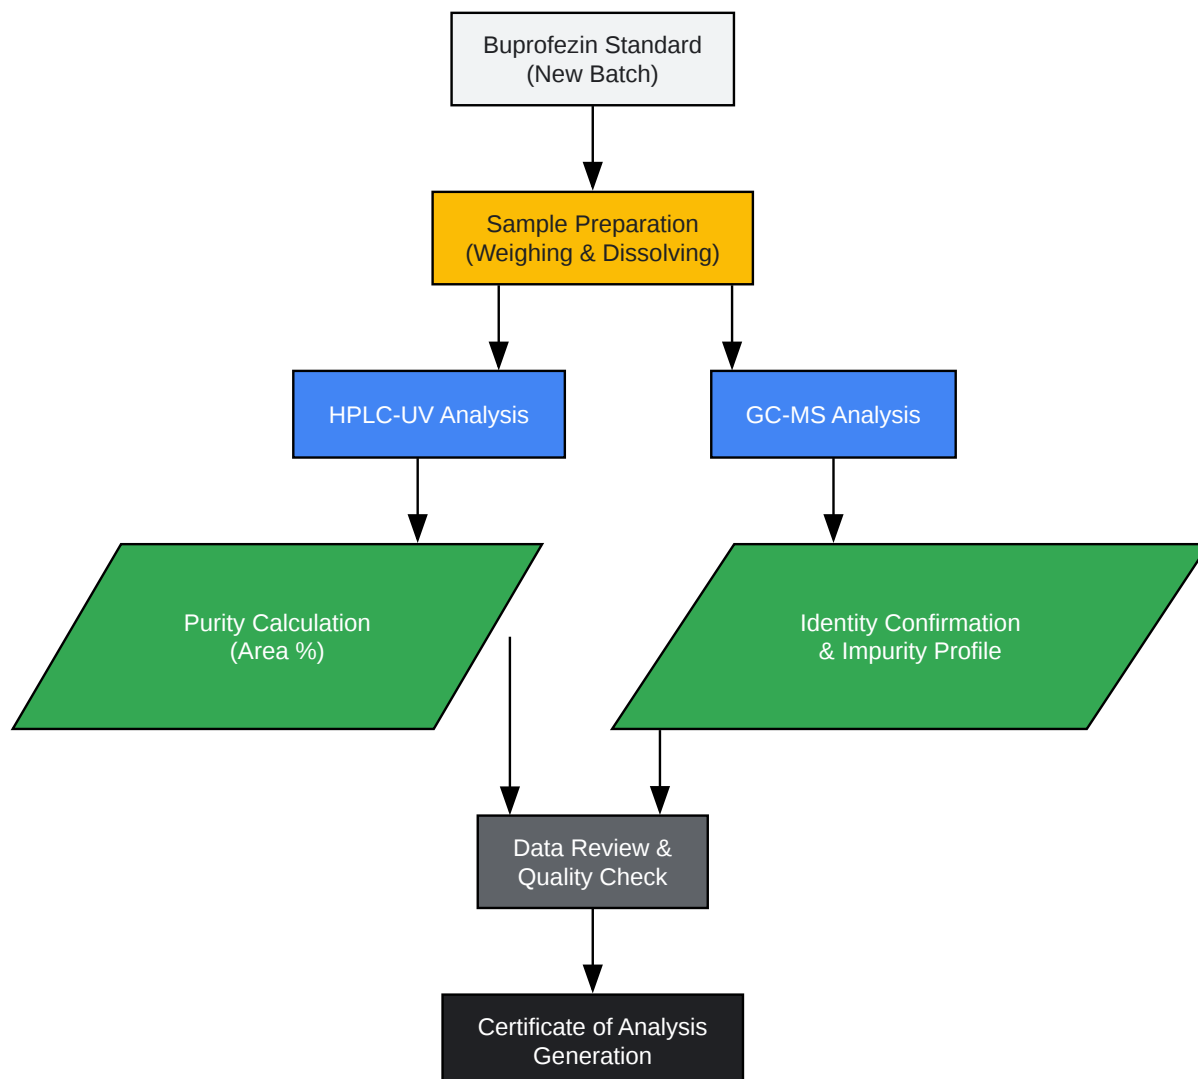 Buprofezin Standard
(New Batch)
Sample Preparation
(Weighing & Dissolving)
HPLC-UV Analysis
GC-MS Analysis
Purity Calculation
(Area %)
Identity Confirmation
& Impurity Profile
Data Review &
Quality Check
Certificate of Analysis
Generation